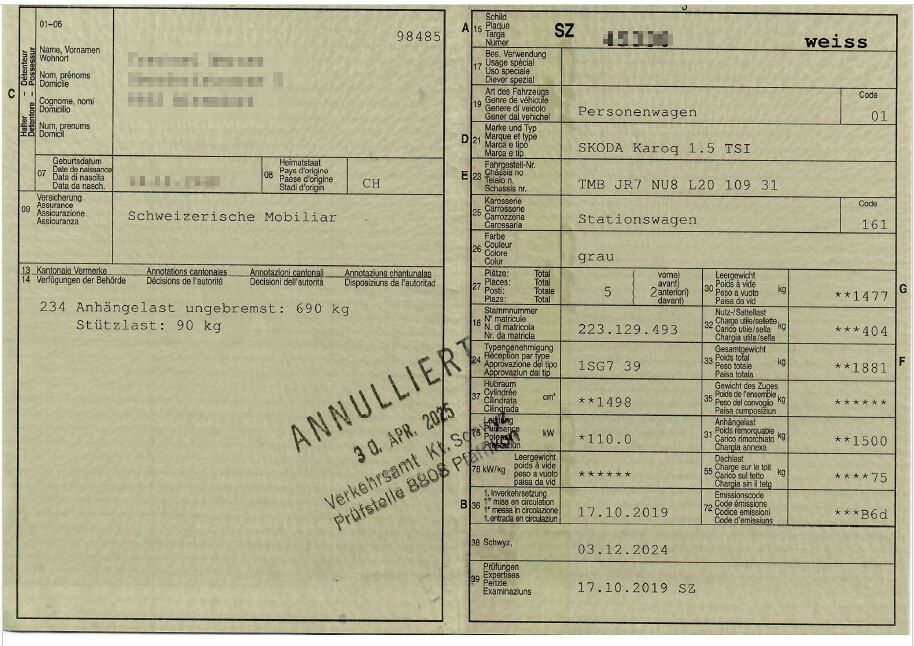 01-06
98485
C
Halter – Détenteur
Detentore – Possessur
Name, Vornamen
Wohnort
Nom, prénoms
Domicile
Cognome, nomi
Domicilio
Num, prenums
Domicil
07
Geburtsdatum
Date de naissance
Data di nascita
Data da nasch.
08
Heimatstaat
Pays d'origine
Paese d'origine
Stadi d'origin
CH
09
Versicherung
Assurance
Assicurazione
Assicuranza
Schweizerische Mobiliar
13 Kantonale Vermerke Annotations cantonales Annotazioni cantonali Annotaziuns chantunalas
14 Verfügungen der Behörde Décisions de l'autorité Decisioni dell'autorità Disposiziuns da l'autoritad
234 Anhängelast ungebremst: 690 kg
Stützlast: 90 kg
ANNULLIERT
30. APR. 2025
Verkehrsamt Kt. Schwyz
Prüfstelle 8808 Pfäffikon
A 15
Schild
Plaque
Targa
Numer
SZ
weiss
17
Bes. Verwendung
Usage spécial
Uso speciale
Diever spezial
19
Art des Fahrzeugs
Genre de véhicule
Genere di veicolo
Gener dal vehichel
Personenwagen
Code
01
D 21
Marke und Typ
Marque et type
Marca e tipo
Marca e tip
SKODA Karoq 1.5 TSI
E 23
Fahrgestell-Nr.
Châssis no
Telaio n.
Schassis nr.
TMB JR7 NU8 L20 109 31
25
Karosserie
Carrosserie
Carrozzeria
Carossaria
Stationswagen
Code
161
26
Farbe
Couleur
Colore
Colur
grau
27
Plätze: Total
Places: Total
Posti: Totale
Plazs: Total
5
vorne)
avant)
2 anteriori)
davant)
30
Leergewicht
Poids à vide
Peso a vuoto
Paisa da vid
kg
**1477
G
18
Stammnummer
N° matricule
N. di matricola
Nr. da matricla
223.129.493
32
Nutz-/Sattellast
Charge utile/sellette
Carico utile/sella
Chargia utila/sella
kg
***404
24
Typengenehmigung
Réception par type
Approvazione del tipo
Approvaziun dal tip
1SG7 39
33
Gesamtgewicht
Poids total
Peso totale
Paisa totala
kg
**1881
F
37
Hubraum
Cylindrée
Cilindrata
Cilindrada
cm³
**1498
35
Gewicht des Zuges
Poids de l'ensemble
Peso del convoglio
Paisa cumposiziun
kg
******
76
Leistung
Puissance
kW
*110.0
31
Anhängelast
Poids remorquable
Carico rimorchiato
Chargia annexa
kg
**1500
78 kW/kg
Leergewicht
poids à vide
peso a vuoto
paisa da vid
******
55
Dachlast
Charge sur le toit
Carico sul tetto
Chargia sin il tetg
kg
****75
B 36
1. Inverkehrsetzung
1re mise en circulation
1a messa in circolazione
1. entrada en circulaziun
17.10.2019
72
Emissionscode
Code émissions
Codice emissioni
Code d'emissiuns
***B6d
38 Schwyz,
03.12.2024
39
Prüfungen
Expertises
Perizie
Examinaziuns
17.10.2019 SZ